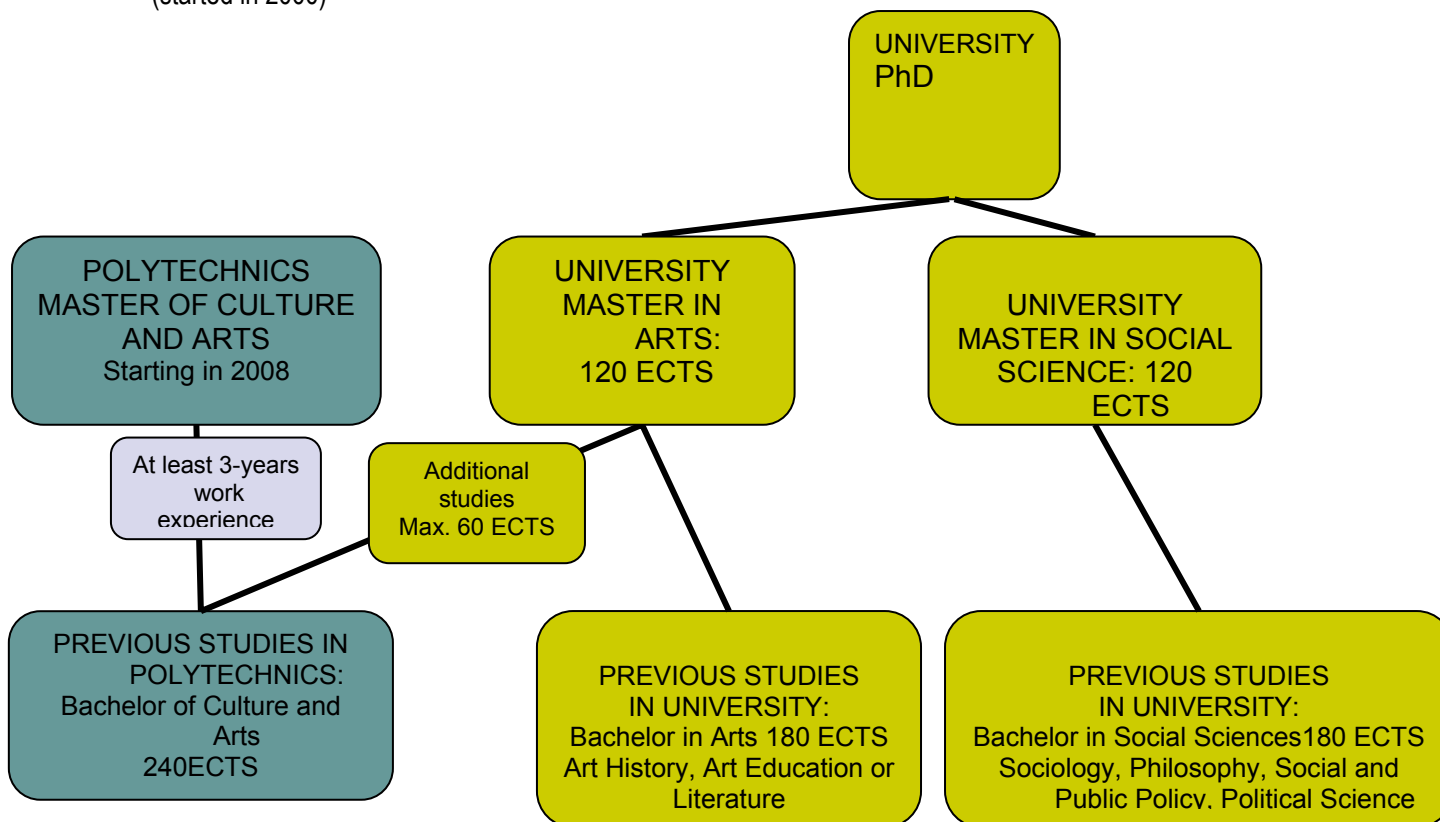 UNIVERSITY
PhD
POLYTECHNICS
MASTER OF CULTURE
AND ARTS
Starting in 2008
UNIVERSITY
MASTER IN
ARTS:
120 ECTS
UNIVERSITY
MASTER IN SOCIAL
SCIENCE: 120
ECTS
At least 3-years
work
experience
Additional
studies
Max. 60 ECTS
PREVIOUS STUDIES IN
POLYTECHNICS:
Bachelor of Culture and
Arts
240ECTS
PREVIOUS STUDIES
IN UNIVERSITY:
Bachelor in Arts 180 ECTS
Art History, Art Education or
Literature
PREVIOUS STUDIES
IN UNIVERSITY:
Bachelor in Social Sciences180 ECTS
Sociology, Philosophy, Social and
Public Policy, Political Science